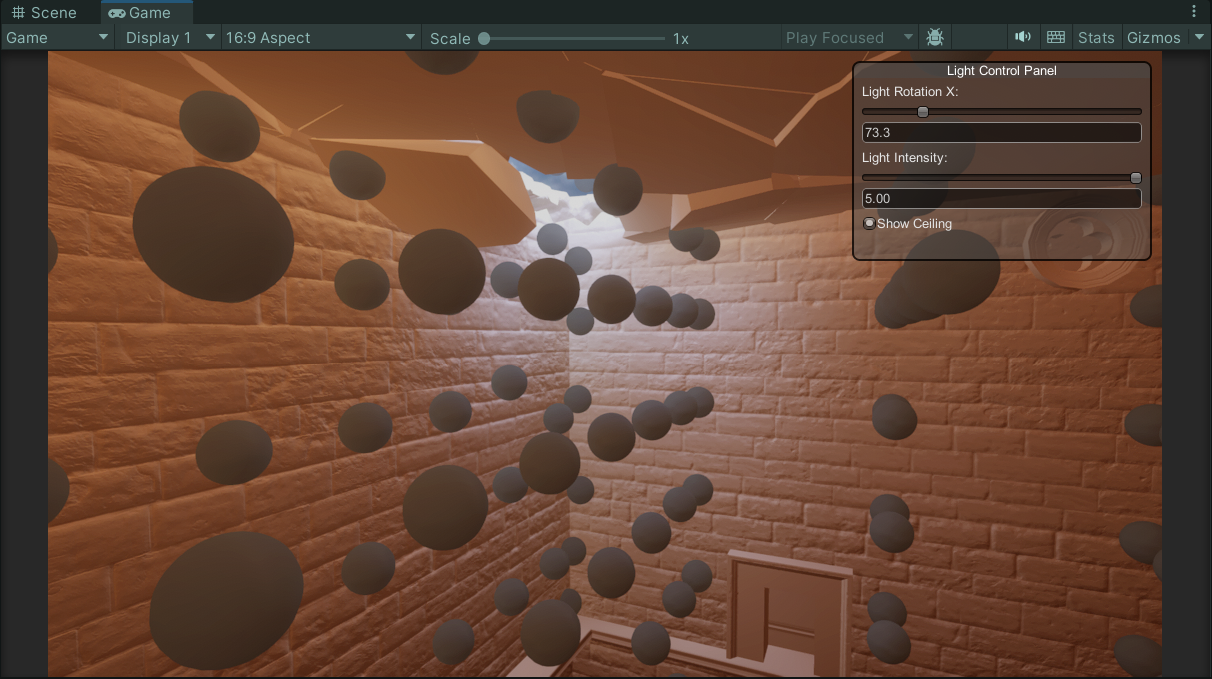 Scene Game
Game Display 1 16:9 Aspect Scale 1x Play Focused Stats Gizmos
Light Control Panel
Light Rotation X:
73.3
Light Intensity:
5.00
Show Ceiling